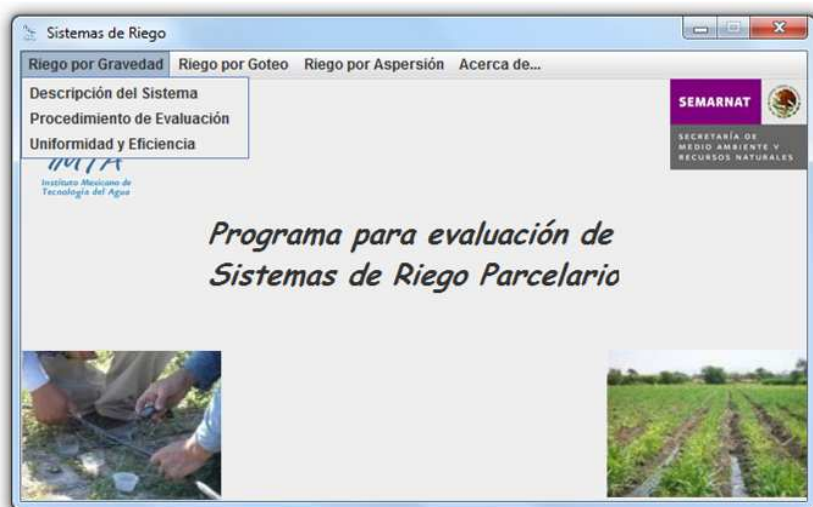 Sistemas de Riego
Riego por Gravedad Riego por Goteo Riego por Aspersión Acerca de...
Descripción del Sistema
Procedimiento de Evaluación
Uniformidad y Eficiencia
IMTA
Instituto Mexicano de
Tecnología del Agua
SEMARNAT
SECRETARÍA DE
MEDIO AMBIENTE Y
RECURSOS NATURALES
Programa para evaluación de
Sistemas de Riego Parcelario